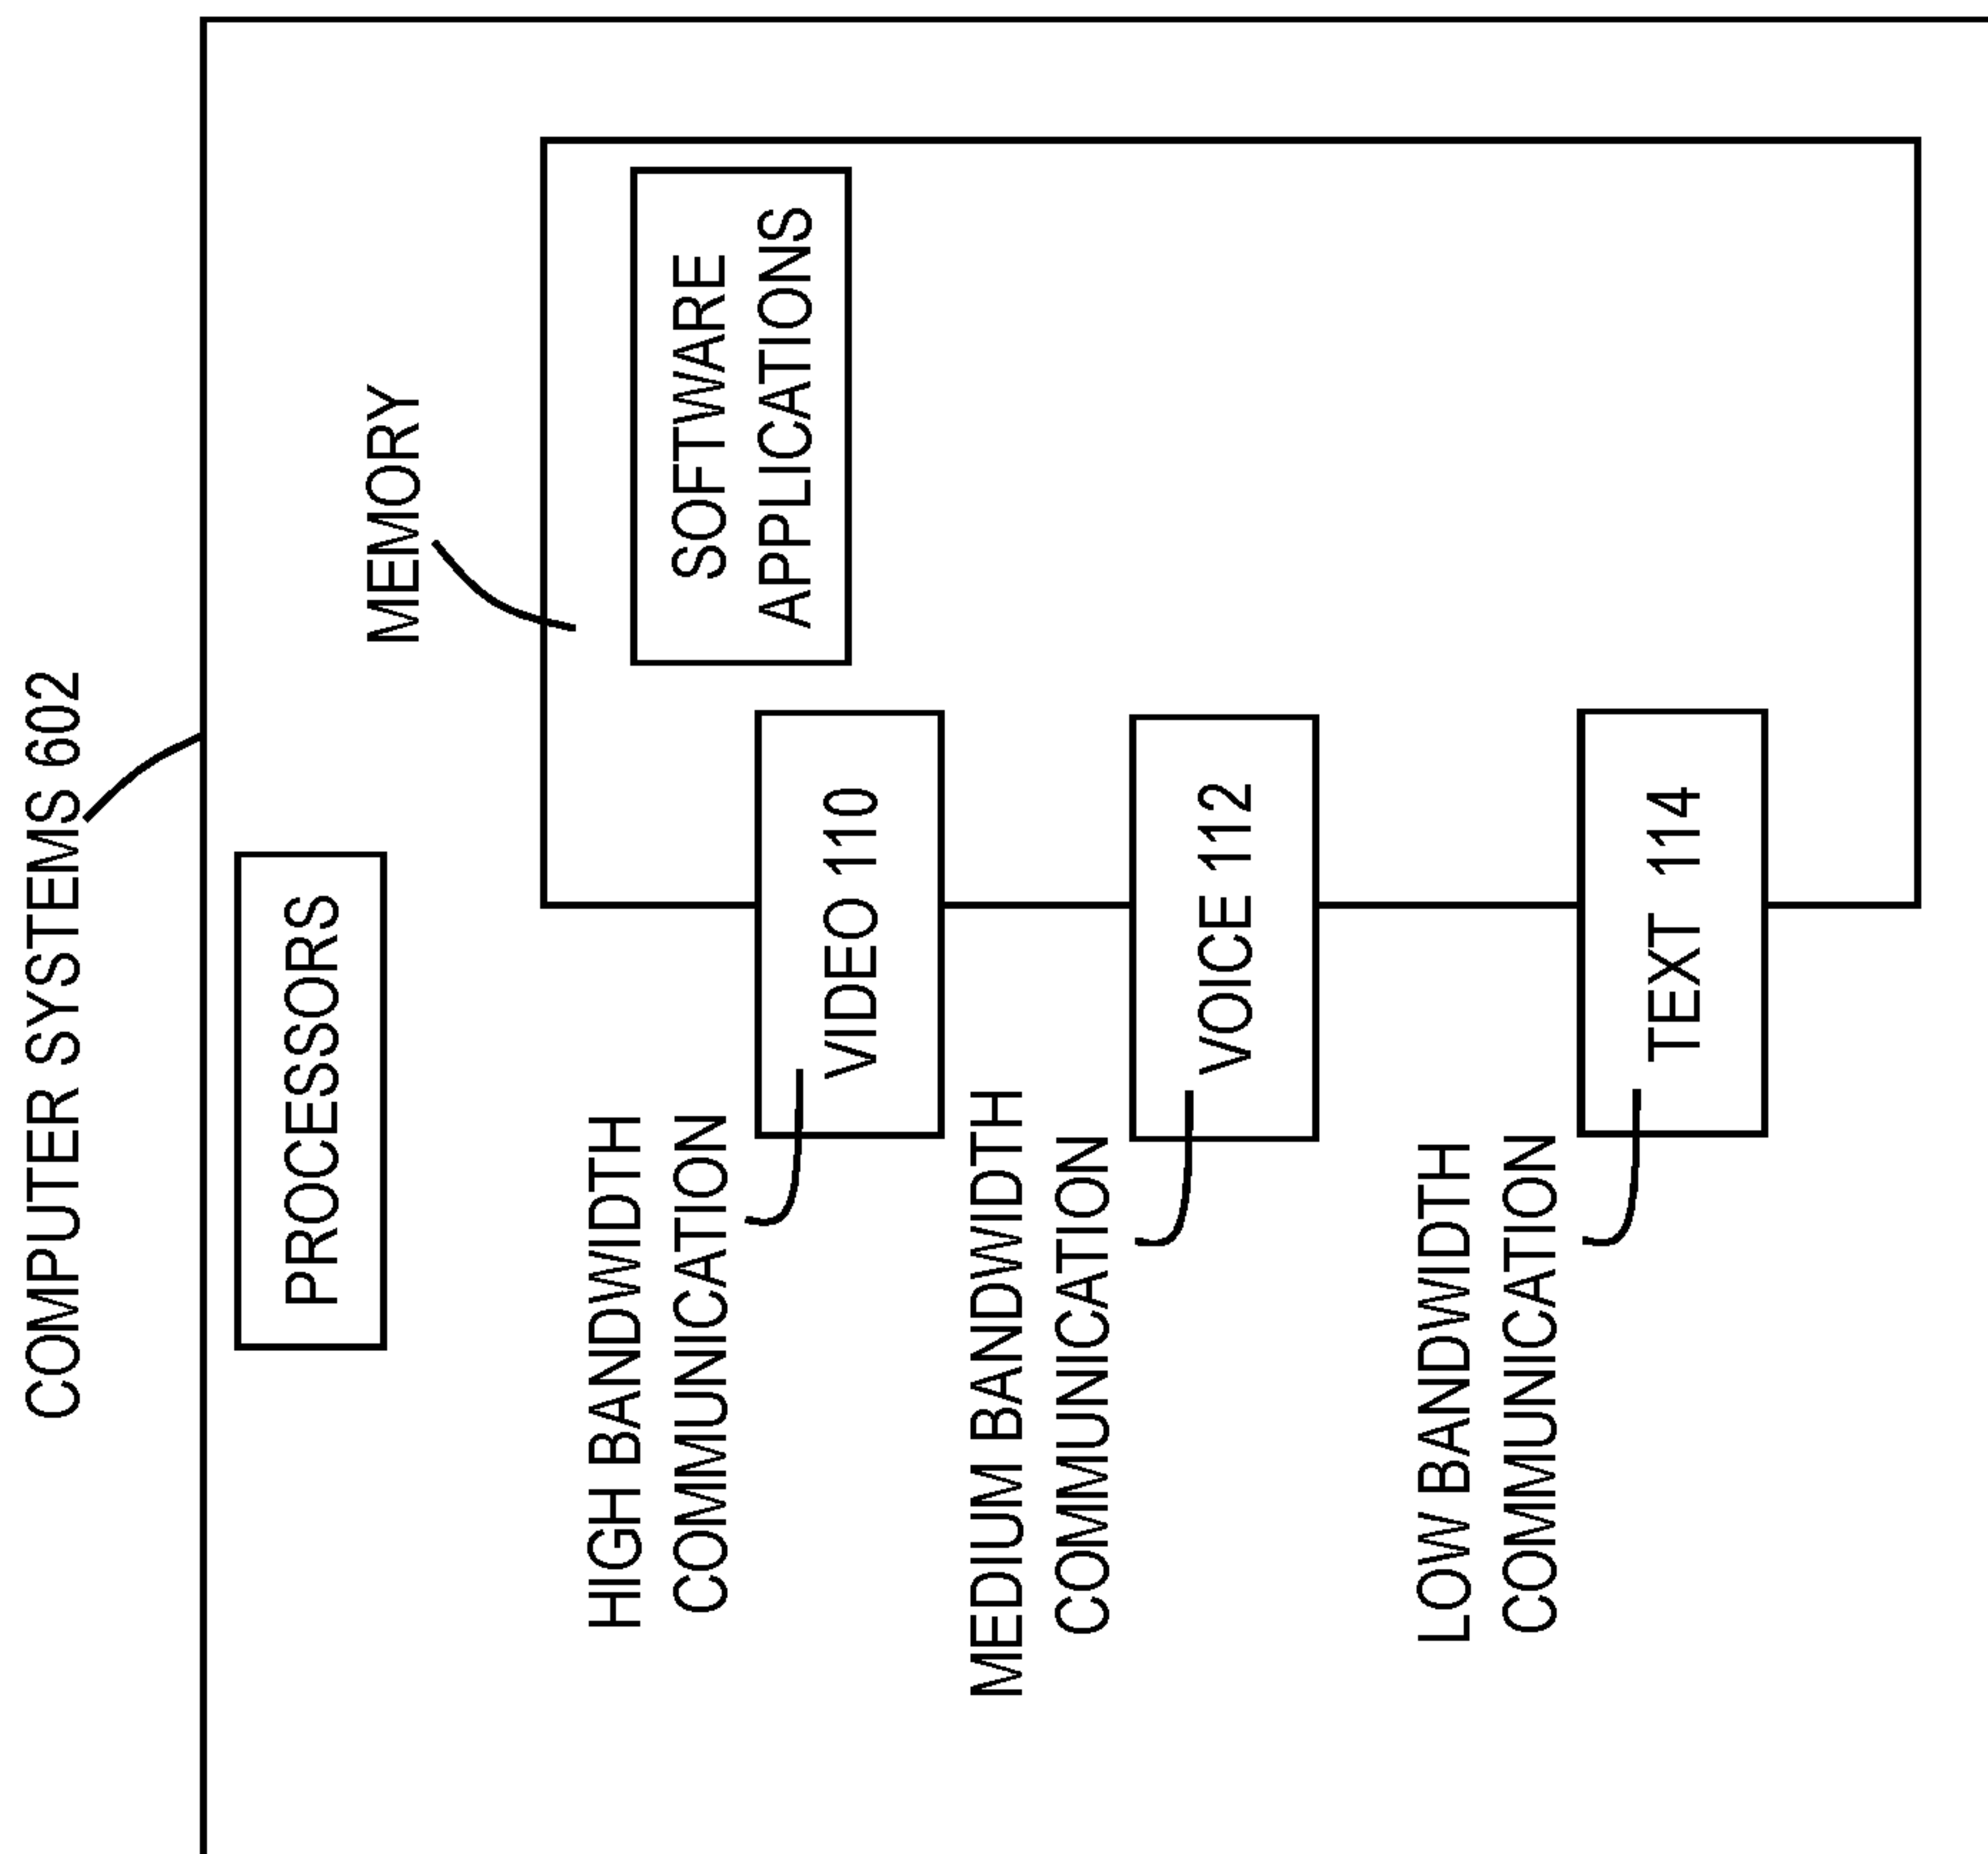 COMPUTER SYSTEMS 602
PROCESSORS
MEMORY
SOFTWARE
APPLICATIONS
HIGH BANDWIDTH
COMMUNICATION
VIDEO 110
MEDIUM BANDWIDTH
COMMUNICATION
VOICE 112
LOW BANDWIDTH
COMMUNICATION
TEXT 114